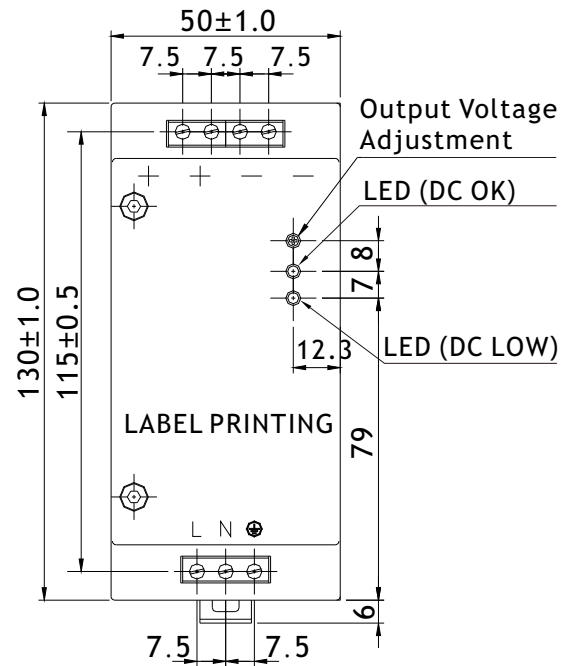 50±1.0
7.5 7.5 7.5
Output Voltage
Adjustment
+ + − −
LED (DC OK)
8
7
130±1.0
115±0.5
12.3
LED (DC LOW)
79
LABEL PRINTING
L N ⏚
6
7.5 7.5